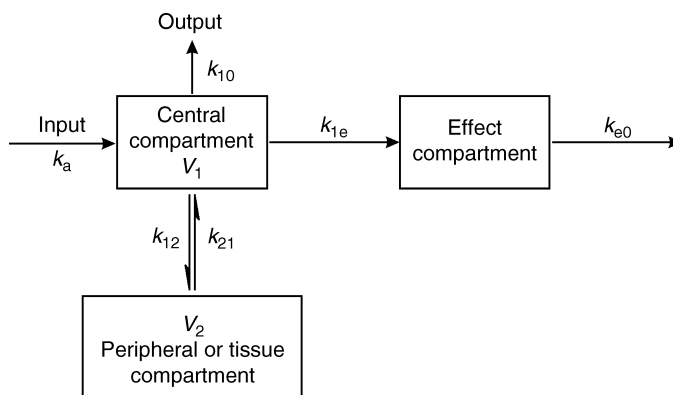 Output
k10
Input
ka
Central
compartment
V1
k1e
Effect
compartment
ke0
k12
k21
V2
Peripheral or tissue
compartment